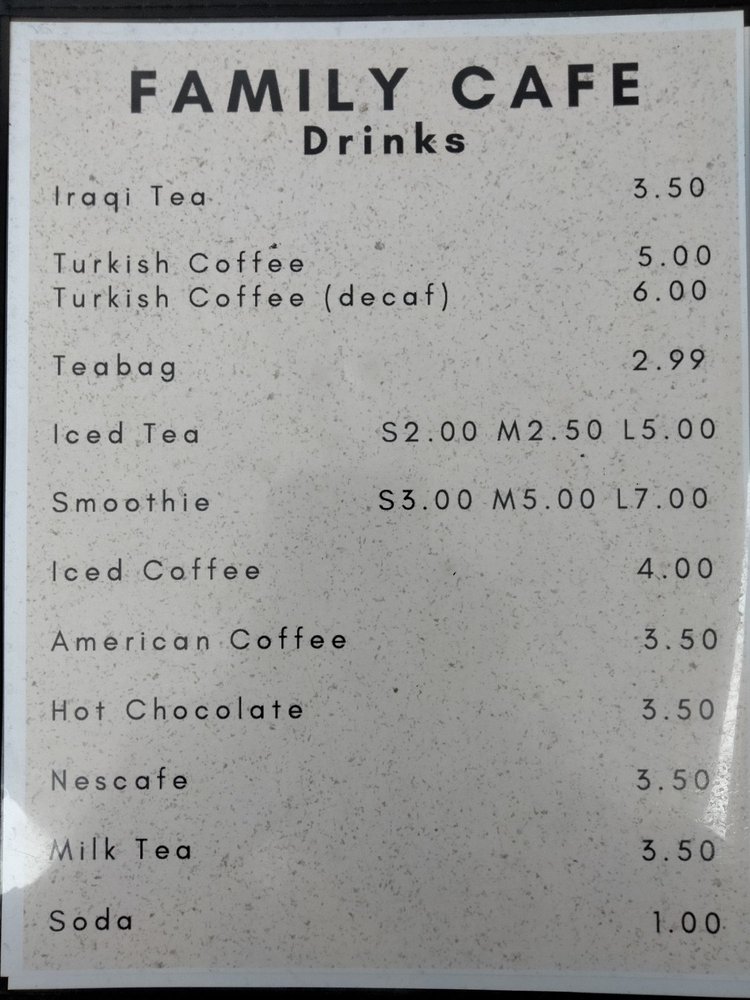 FAMILY CAFE
Drinks
Iraqi Tea 3.50
Turkish Coffee 5.00
Turkish Coffee (decaf) 6.00
Teabag 2.99
Iced Tea S2.00 M2.50 L5.00
Smoothie S3.00 M5.00 L7.00
Iced Coffee 4.00
American Coffee 3.50
Hot Chocolate 3.50
Nescafe 3.50
Milk Tea 3.50
Soda 1.00